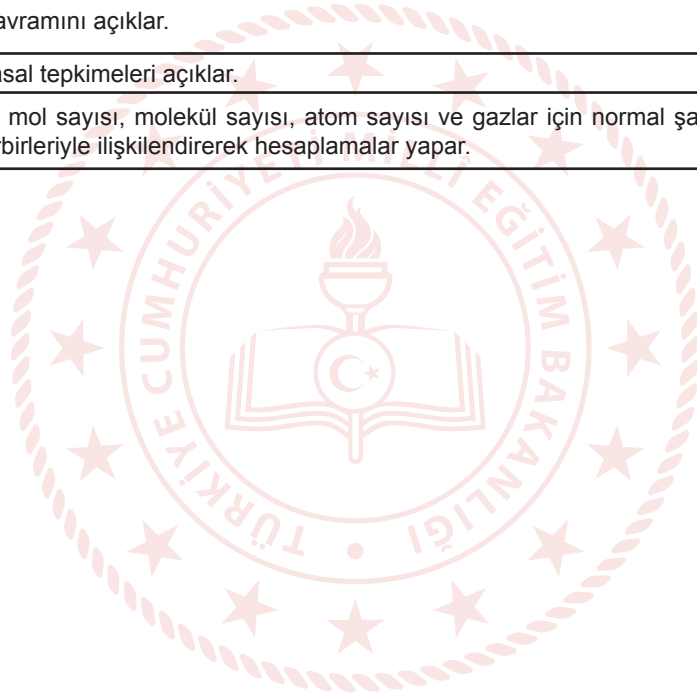 avramını açıklar.
asal tepkimeleri açıklar.
mol sayısı, molekül sayısı, atom sayısı ve gazlar için normal şa
rbirleriyle ilişkilendirerek hesaplamalar yapar.
TÜRKİYE CUMHURİYETİ MİLLÎ EĞİTİM BAKANLIĞI